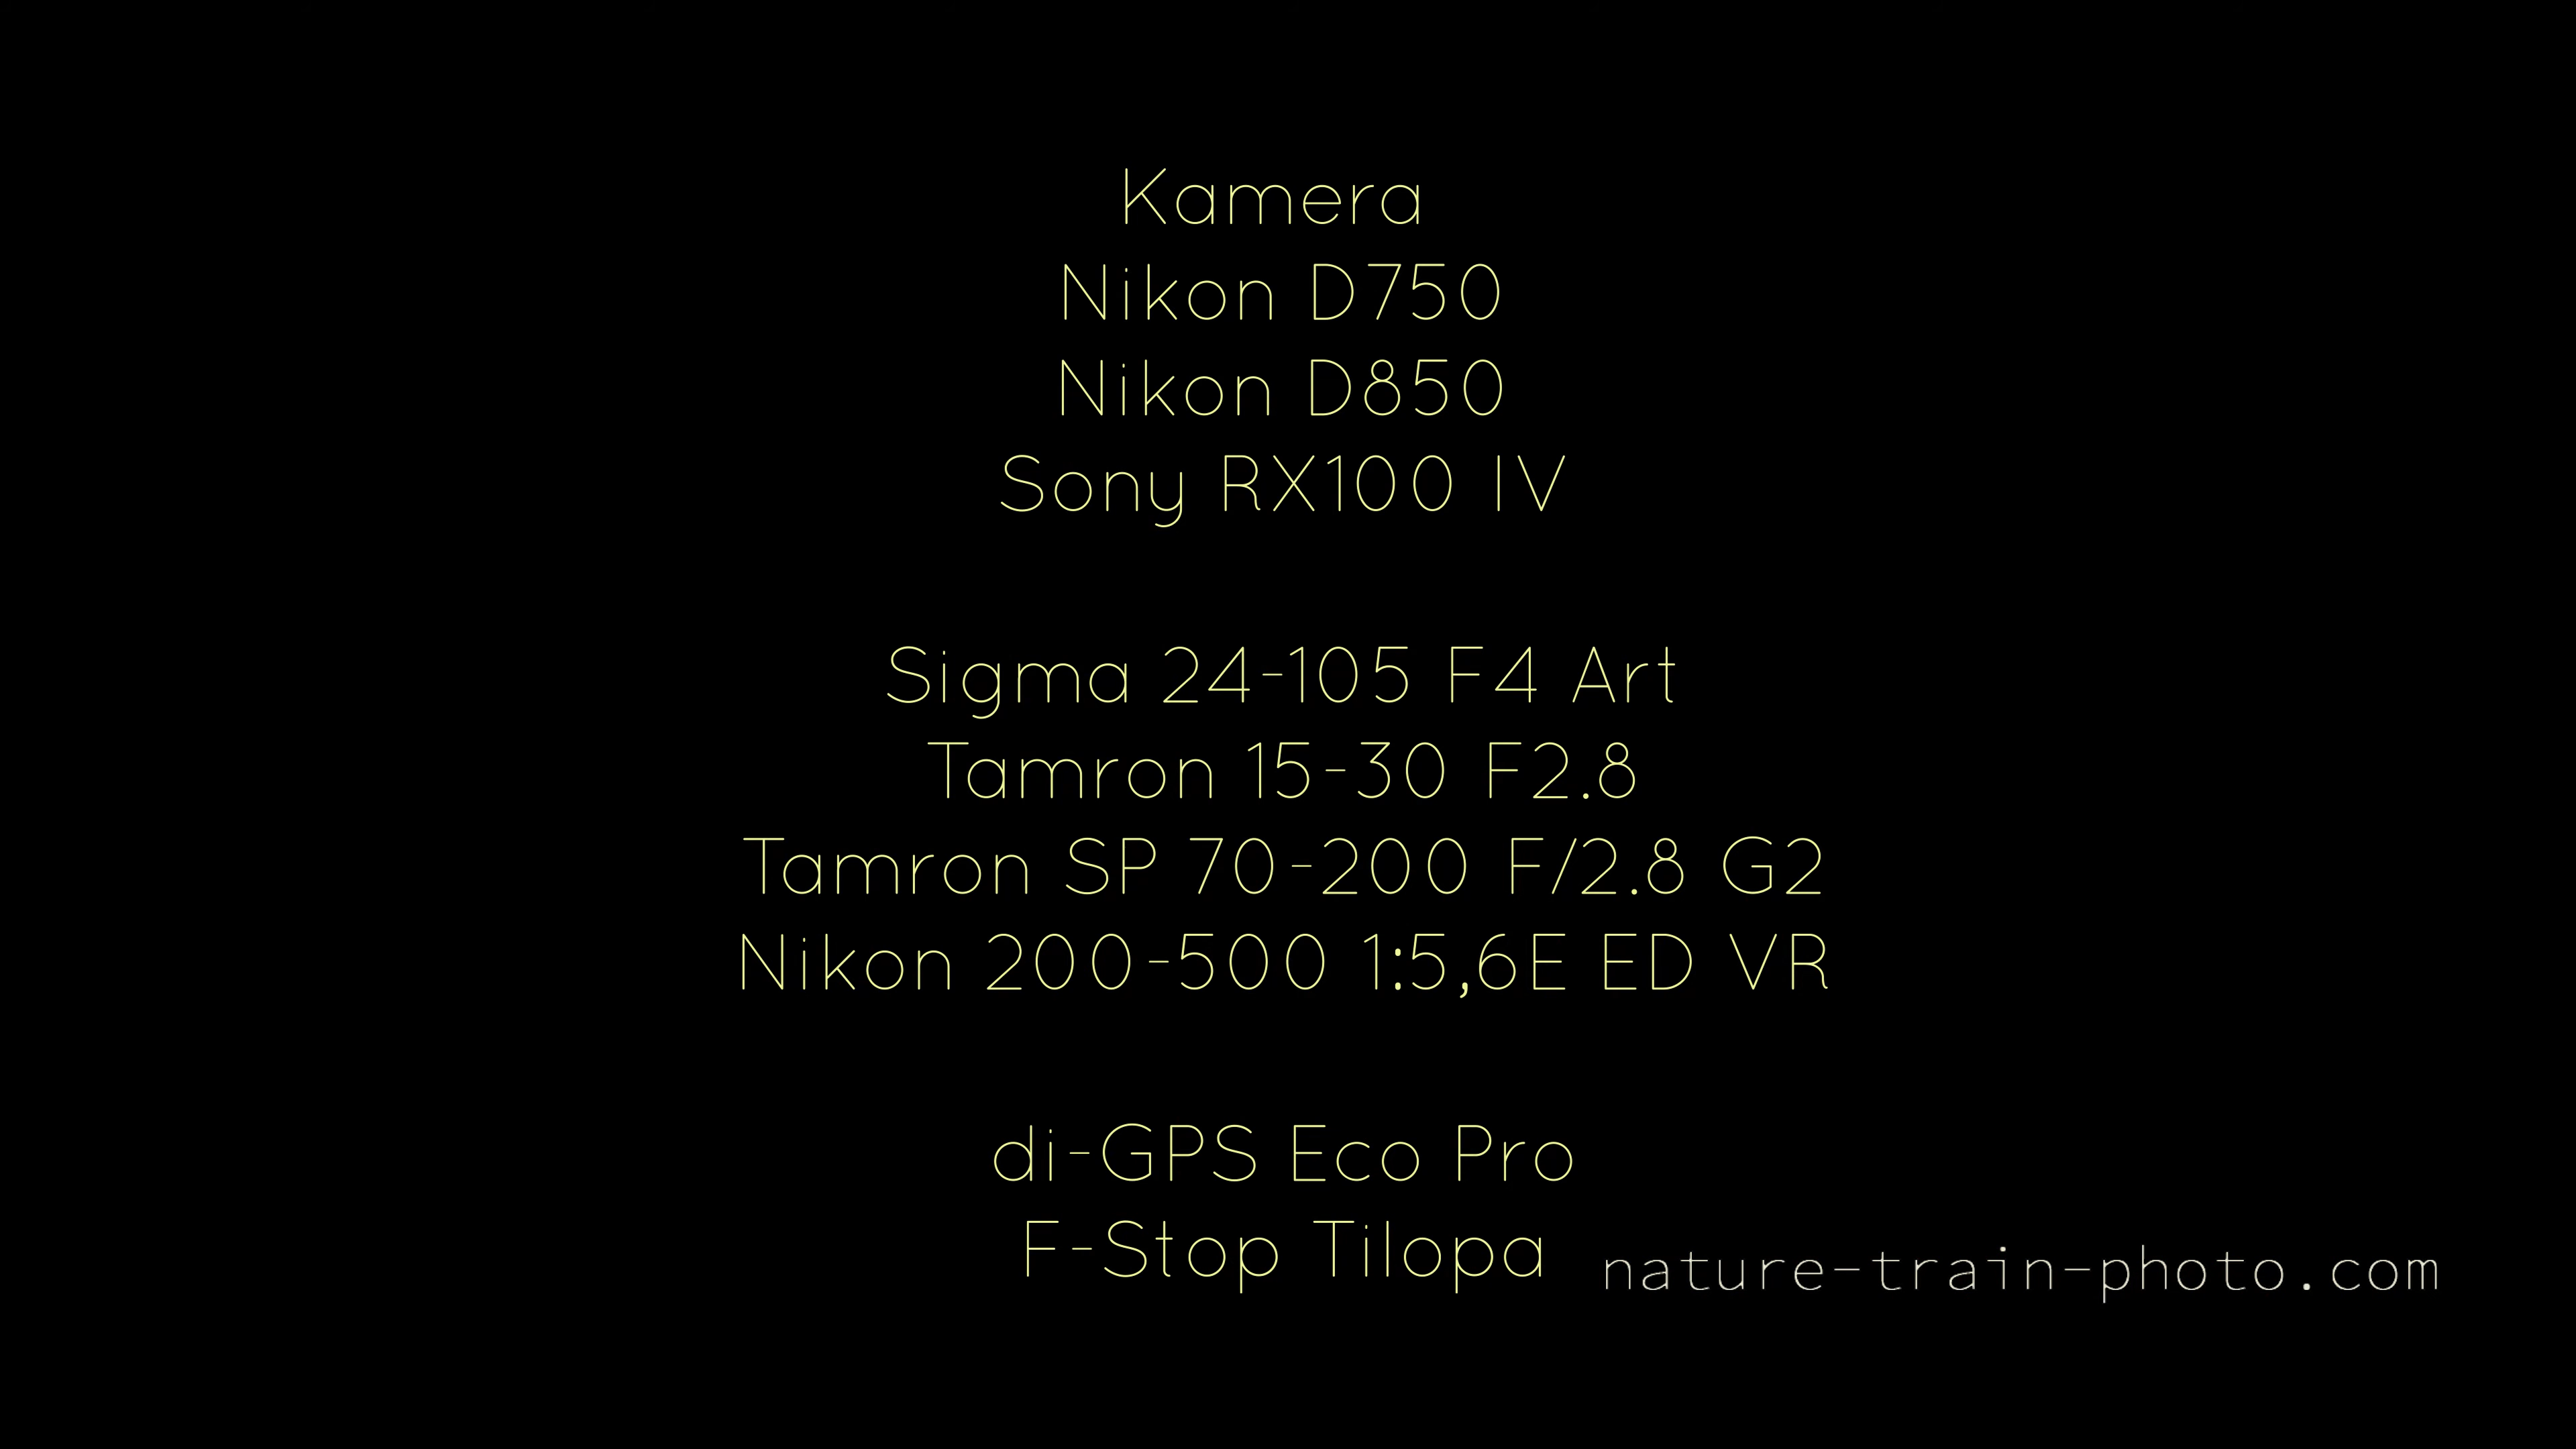 Kamera
Nikon D750
Nikon D850
Sony RX100 IV
Sigma 24-105 F4 Art
Tamron 15-30 F2.8
Tamron SP 70-200 F/2.8 G2
Nikon 200-500 1:5,6E ED VR
di-GPS Eco Pro
F-Stop Tilopa
nature-train-photo.com